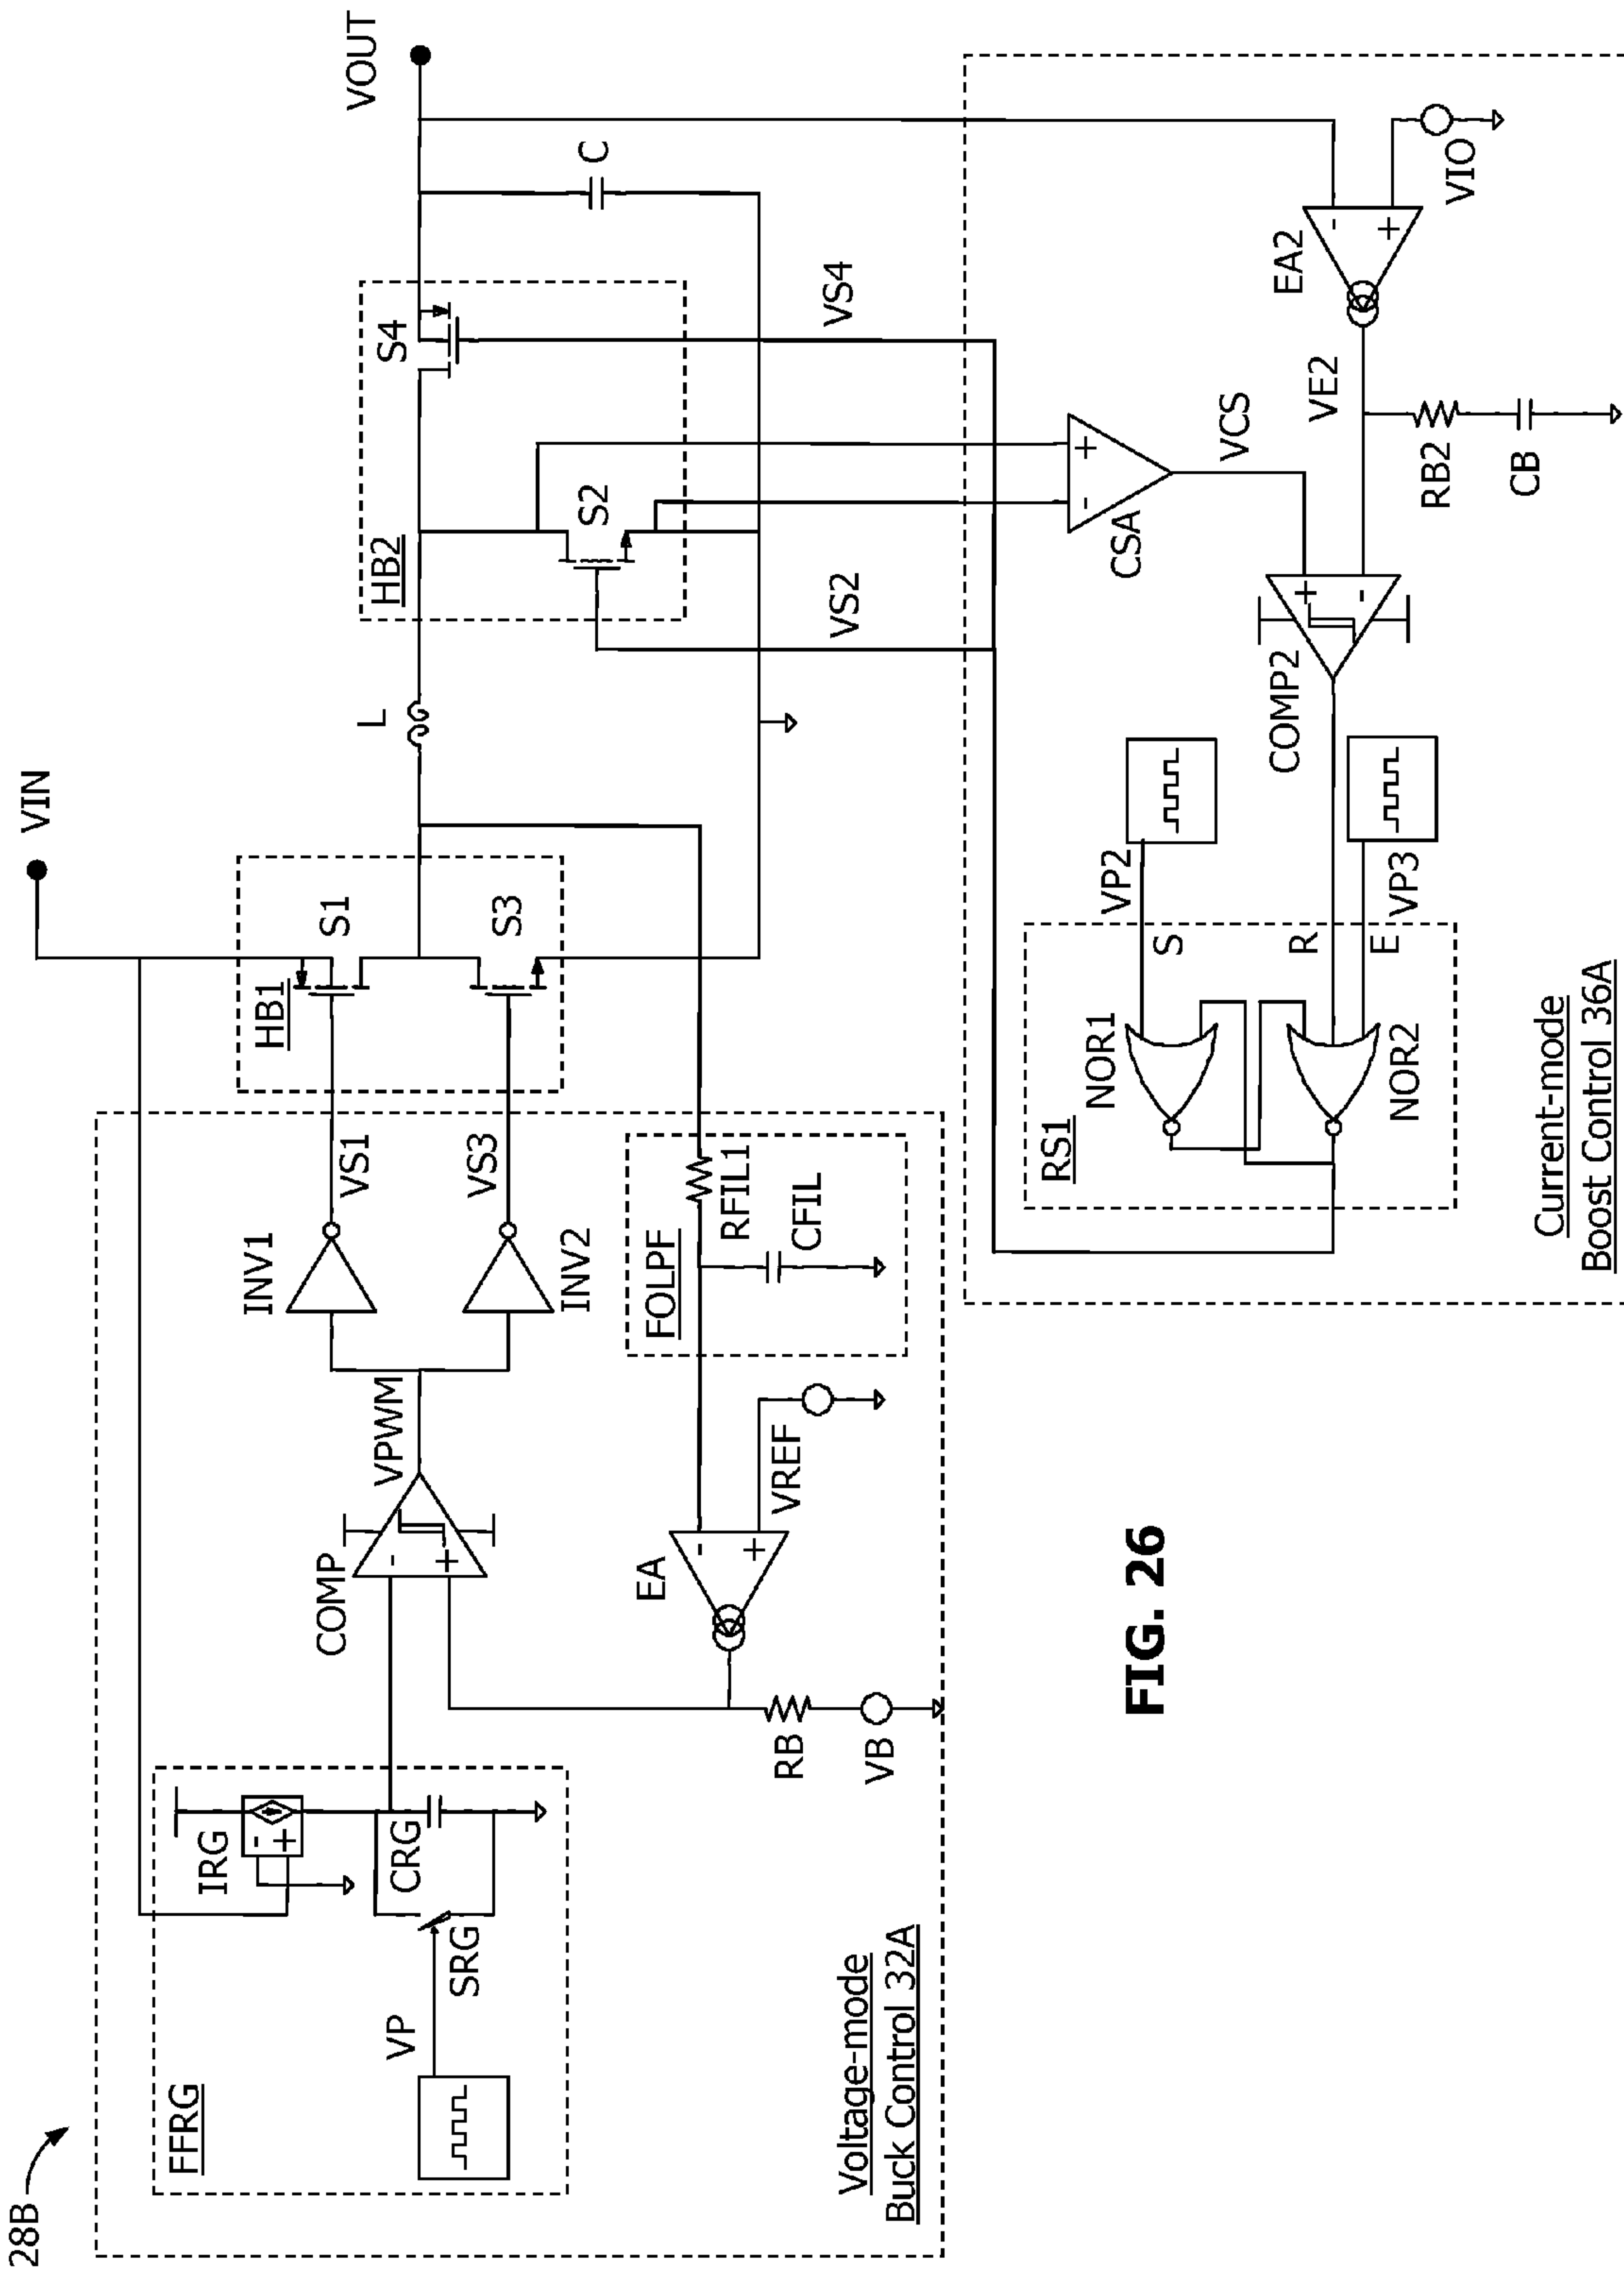 28B
VIN
VOUT
FFRG
IRG
-
+
CRG
VP
SRG
COMP
-
+
VPWM
INV1
VS1
INV2
VS3
HB1
S1
S3
L
HB2
S4
S2
C
VS4
VS2
FOLPF
RFIL1
CFIL
EA
-
+
VREF
RB
VB
Voltage-mode
Buck Control 32A
CSA
-
+
VCS
EA2
-
+
VIO
VE2
RB2
CB
COMP2
+
-
VP2
VP3
S
R
E
RS1
NOR1
NOR2
Current-mode
Boost Control 36A
FIG. 26